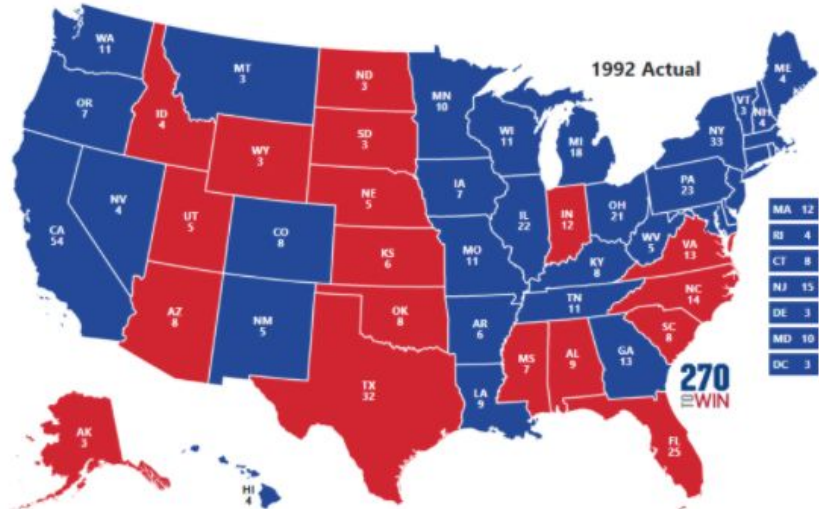 1992 Actual
WA
11
OR
7
CA
54
NV
4
ID
4
MT
3
WY
3
UT
5
AZ
8
CO
8
NM
5
ND
3
SD
3
NE
5
KS
6
OK
8
TX
32
MN
10
IA
7
MO
11
AR
6
LA
9
WI
11
IL
22
MI
18
IN
12
OH
21
KY
8
TN
11
MS
7
AL
9
GA
13
FL
25
SC
8
NC
14
VA
13
WV
5
PA
23
NY
33
VT
3
NH
4
ME
4
MA 12
RI 4
CT 8
NJ 15
DE 3
MD 10
DC 3
AK
3
HI
4
270
TO WIN